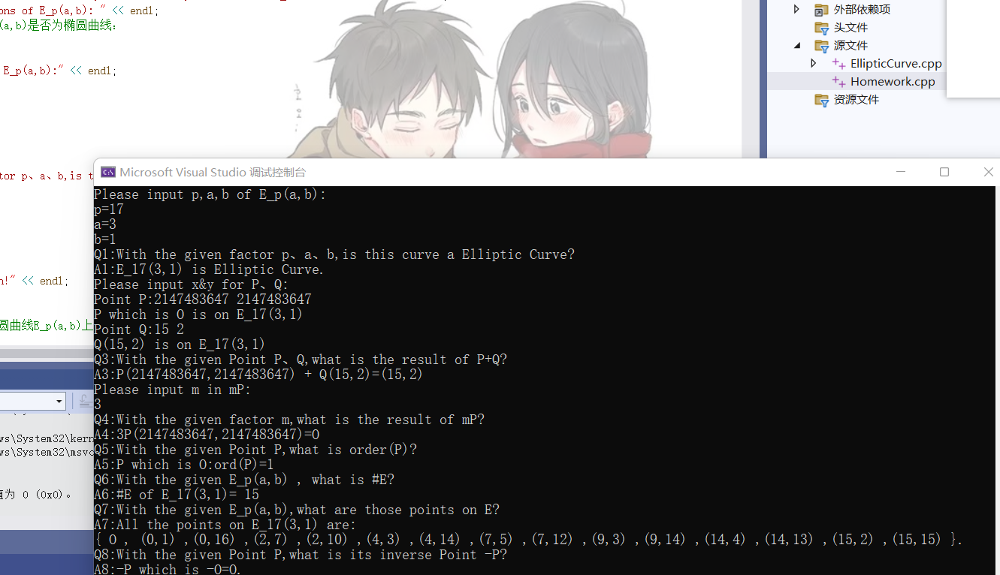 ons of E_p(a,b): " << endl;
(a,b)是否为椭圆曲线:
E_p(a,b):" << endl;
tor p、a、b,is t
n!" << endl;
圆曲线E_p(a,b)上
外部依赖项
头文件
源文件
EllipticCurve.cpp
Homework.cpp
资源文件
Microsoft Visual Studio 调试控制台
Please input p,a,b of E_p(a,b):
p=17
a=3
b=1
Q1:With the given factor p、a、b,is this curve a Elliptic Curve?
A1:E_17(3,1) is Elliptic Curve.
Please input x&y for P、Q:
Point P:2147483647 2147483647
P which is O is on E_17(3,1)
Point Q:15 2
Q(15,2) is on E_17(3,1)
Q3:With the given Point P、Q,what is the result of P+Q?
A3:P(2147483647,2147483647) + Q(15,2)=(15,2)
Please input m in mP:
3
Q4:With the given factor m,what is the result of mP?
A4:3P(2147483647,2147483647)=O
Q5:With the given Point P,what is order(P)?
A5:P which is O:ord(P)=1
Q6:With the given E_p(a,b) , what is #E?
A6:#E of E_17(3,1)= 15
Q7:With the given E_p(a,b),what are those points on E?
A7:All the points on E_17(3,1) are:
{ O , (0,1) ,(0,16) ,(2,7) ,(2,10) ,(4,3) ,(4,14) ,(7,5) ,(7,12) ,(9,3) ,(9,14) ,(14,4) ,(14,13) ,(15,2) ,(15,15) }.
Q8:With the given Point P,what is its inverse Point -P?
A8:-P which is -O=O.
ws\System32\kern
ws\System32\msvc
值为 0 (0x0)。